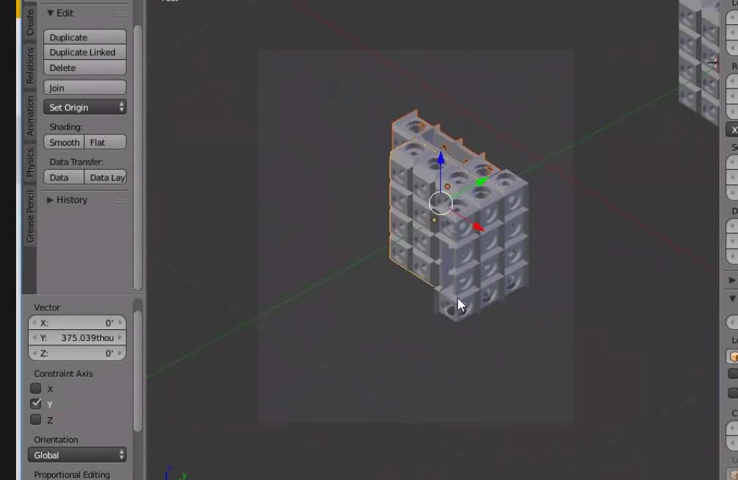 Create
Relations
Animation
Physics
Grease Pencil
Edit
Duplicate
Duplicate Linked
Delete
Join
Set Origin
Shading:
Smooth Flat
Data Transfer:
Data Data Lay
History
Vector
X: 0'
Y: 375.039thou
Z: 0'
Constraint Axis
X
Y
Z
Orientation
Global
Proportional Editing